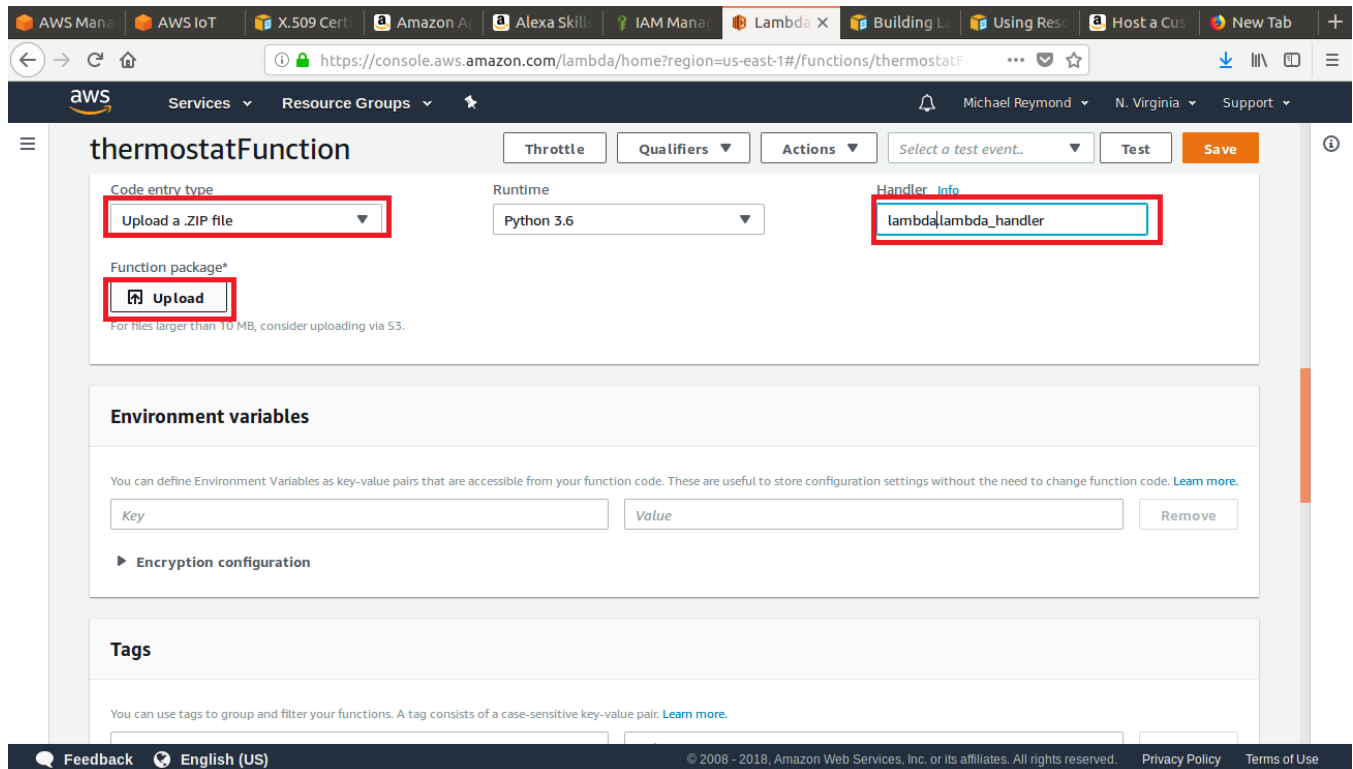 AWS Mana AWS IoT X.509 Certi Amazon A Alexa Skills IAM Manag Lambda Building L Using Reso Host a Cus New Tab
https://console.aws.amazon.com/lambda/home?region=us-east-1#/functions/thermostatFu
aws Services Resource Groups Michael Reymond N. Virginia Support
thermostatFunction Throttle Qualifiers Actions Select a test event.. Test Save
Code entry type Runtime Handler Info
Upload a .ZIP file Python 3.6 lambda.lambda_handler
Function package*
Upload
For files larger than 10 MB, consider uploading via S3.
Environment variables
You can define Environment Variables as key-value pairs that are accessible from your function code. These are useful to store configuration settings without the need to change function code. Learn more.
Key Value Remove
Encryption configuration
Tags
You can use tags to group and filter your functions. A tag consists of a case-sensitive key-value pair. Learn more.
Feedback English (US) © 2008 - 2018, Amazon Web Services, Inc. or its affiliates. All rights reserved. Privacy Policy Terms of Use